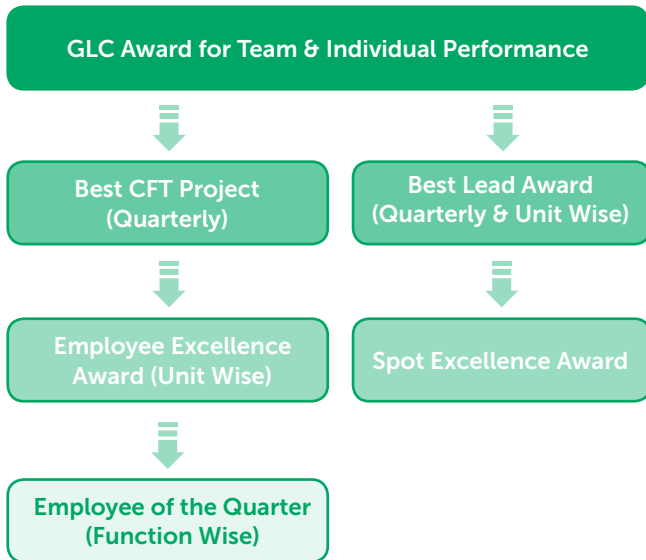 GLC Award for Team & Individual Performance
Best CFT Project
(Quarterly)
Best Lead Award
(Quarterly & Unit Wise)
Employee Excellence
Award (Unit Wise)
Spot Excellence Award
Employee of the Quarter
(Function Wise)